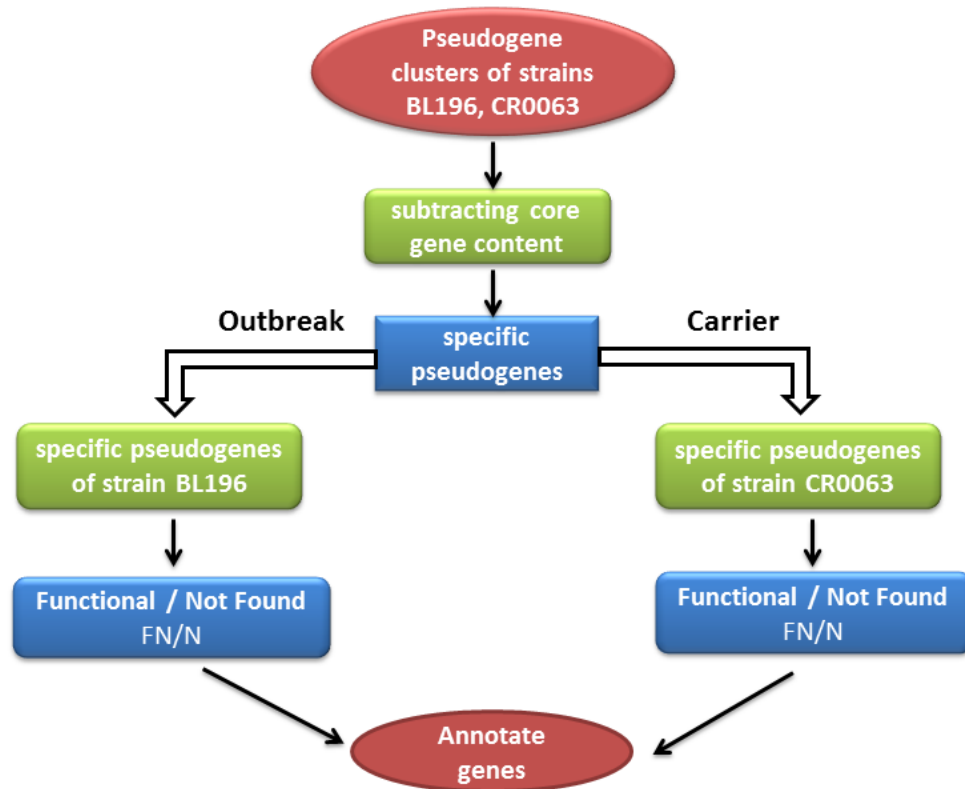 Pseudogene
clusters of strains
BL196, CR0063
subtracting core
gene content
Outbreak
Carrier
specific
pseudogenes
specific pseudogenes
of strain BL196
specific pseudogenes
of strain CR0063
Functional / Not Found
FN/N
Functional / Not Found
FN/N
Annotate
genes